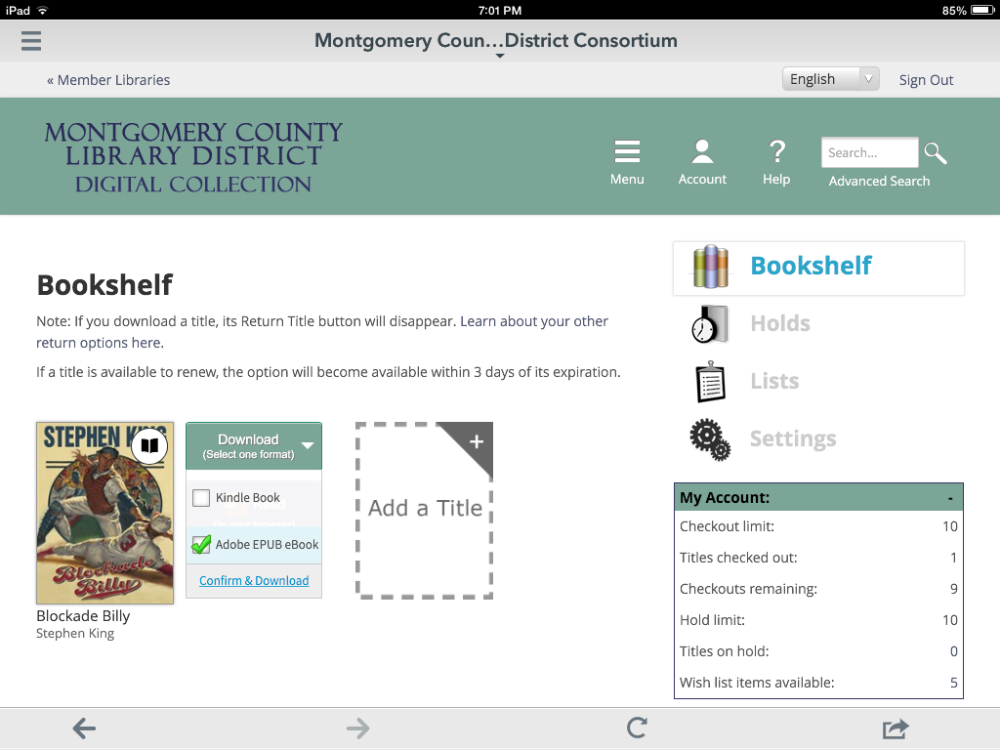 iPad 7:01 PM 85%
Montgomery Coun...District Consortium
« Member Libraries English Sign Out
MONTGOMERY COUNTY
LIBRARY DISTRICT
DIGITAL COLLECTION
Menu Account Help Search...
Advanced Search
Bookshelf
Note: If you download a title, its Return Title button will disappear. Learn about your other
return options here.
If a title is available to renew, the option will become available within 3 days of its expiration.
STEPHEN KING
Blockade
Billy
Blockade Billy
Stephen King
Download
(Select one format)
Kindle Book
Adobe EPUB eBook
Confirm & Download
+
Add a Title
Bookshelf
Holds
Lists
Settings
My Account: -
Checkout limit: 10
Titles checked out: 1
Checkouts remaining: 9
Hold limit: 10
Titles on hold: 0
Wish list items available: 5